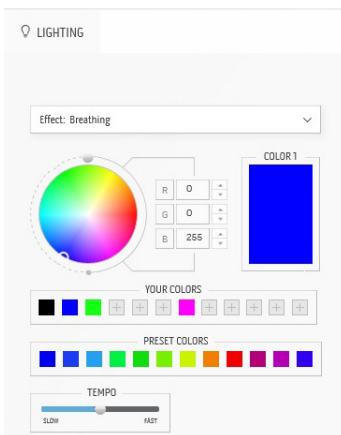 LIGHTING
Effect: Breathing
COLOR 1
R 0
G 0
B 255
YOUR COLORS
PRESET COLORS
TEMPO
SLOW FAST